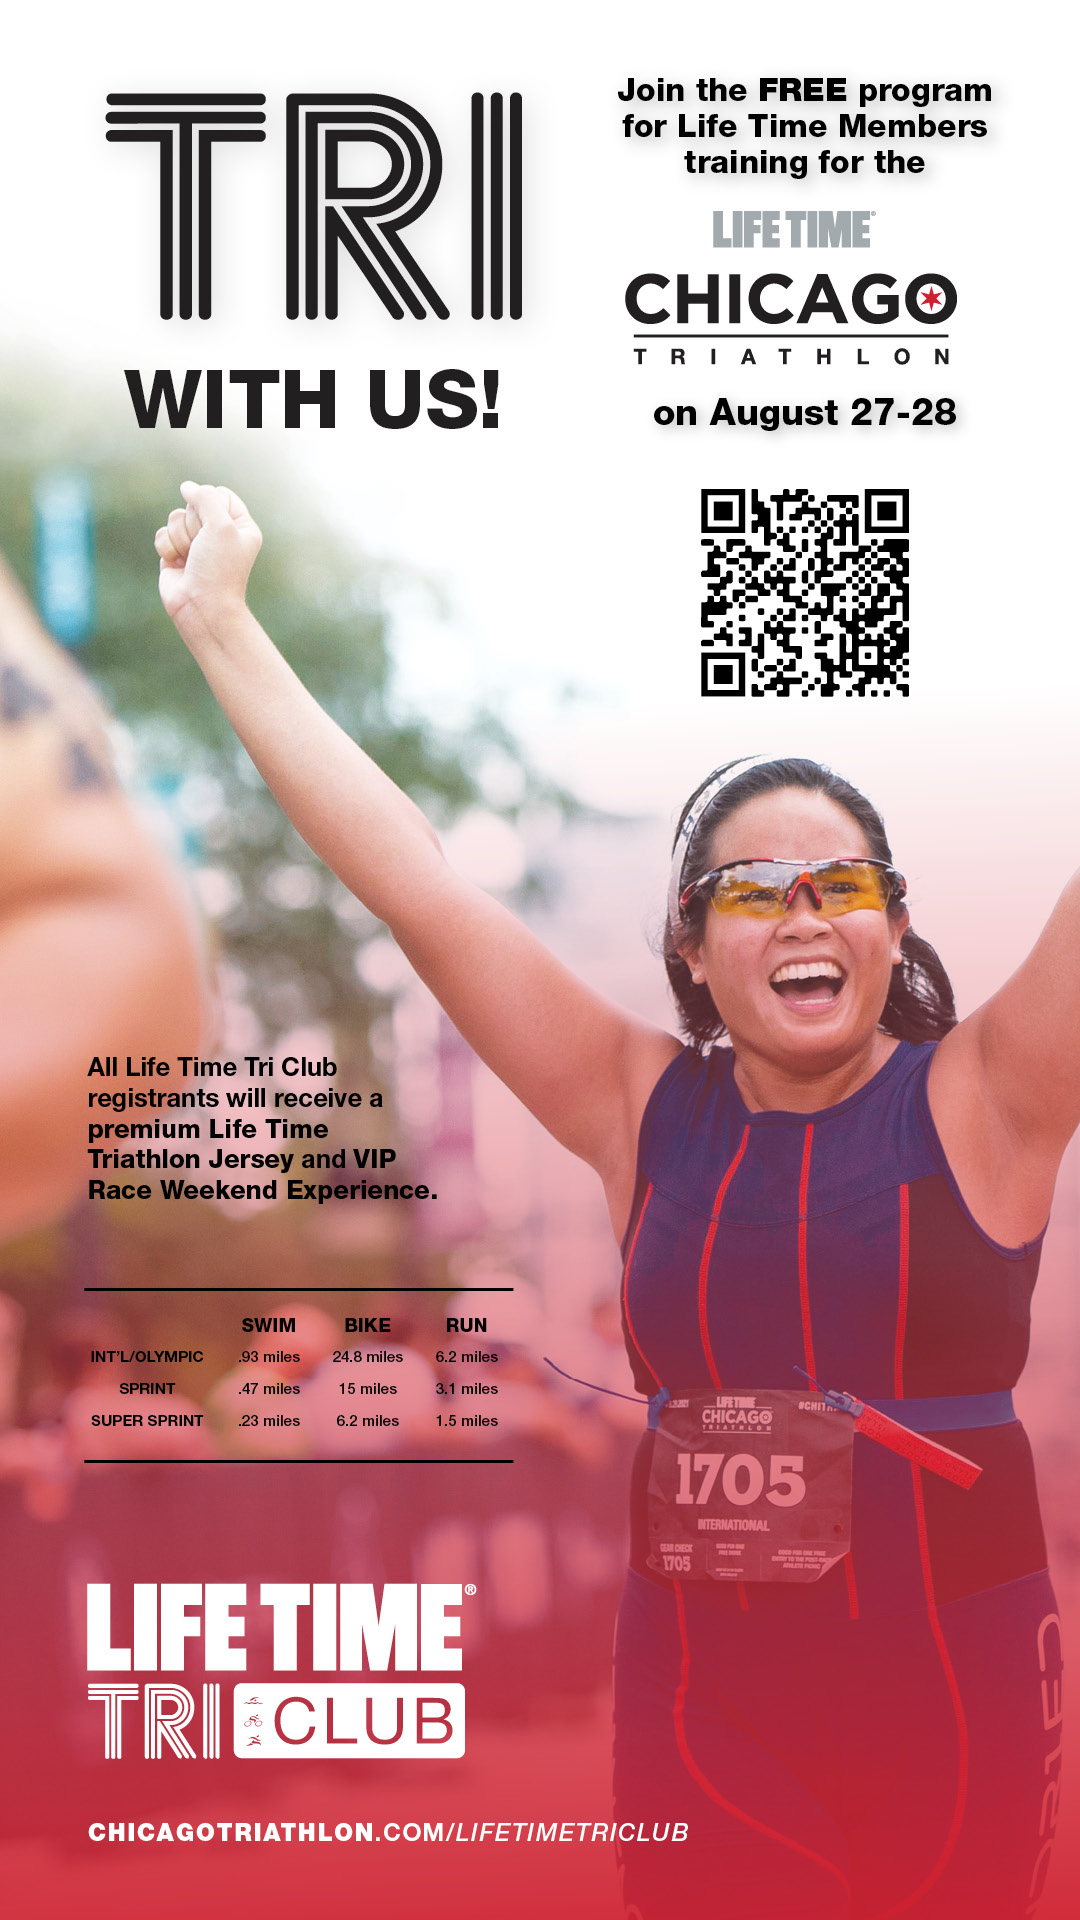 TRI
WITH US!
Join the FREE program
for Life Time Members
training for the
LIFE TIME®
CHICAGO
TRIATHLON
on August 27-28
All Life Time Tri Club
registrants will receive a
premium Life Time
Triathlon Jersey and VIP
Race Weekend Experience.
SWIM BIKE RUN
INT'L/OLYMPIC .93 miles 24.8 miles 6.2 miles
SPRINT .47 miles 15 miles 3.1 miles
SUPER SPRINT .23 miles 6.2 miles 1.5 miles
LIFE TIME
CHICAGO
TRIATHLON
1705
INTERNATIONAL
GEAR CHECK
1705
LIFE TIME®
TRI CLUB
CHICAGOTRIATHLON.COM/LIFETIMETRICLUB